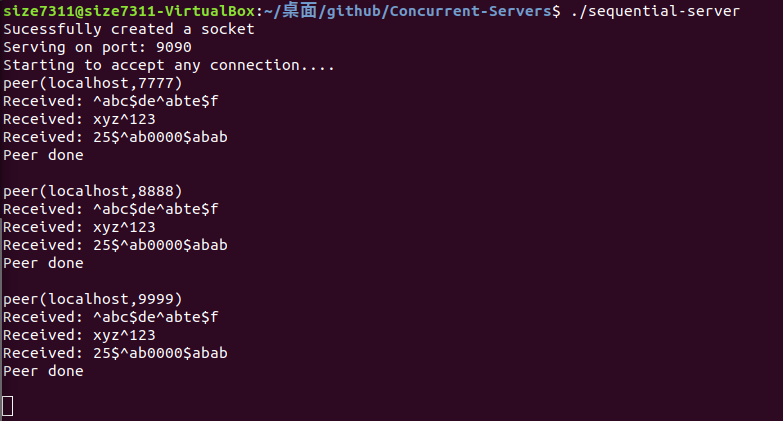 size7311@size7311-VirtualBox:~/桌面/github/Concurrent-Servers$ ./sequential-server
Sucessfully created a socket
Serving on port: 9090
Starting to accept any connection....
peer(localhost,7777)
Received: ^abc$de^abte$f
Received: xyz^123
Received: 25$^ab0000$abab
Peer done
peer(localhost,8888)
Received: ^abc$de^abte$f
Received: xyz^123
Received: 25$^ab0000$abab
Peer done
peer(localhost,9999)
Received: ^abc$de^abte$f
Received: xyz^123
Received: 25$^ab0000$abab
Peer done